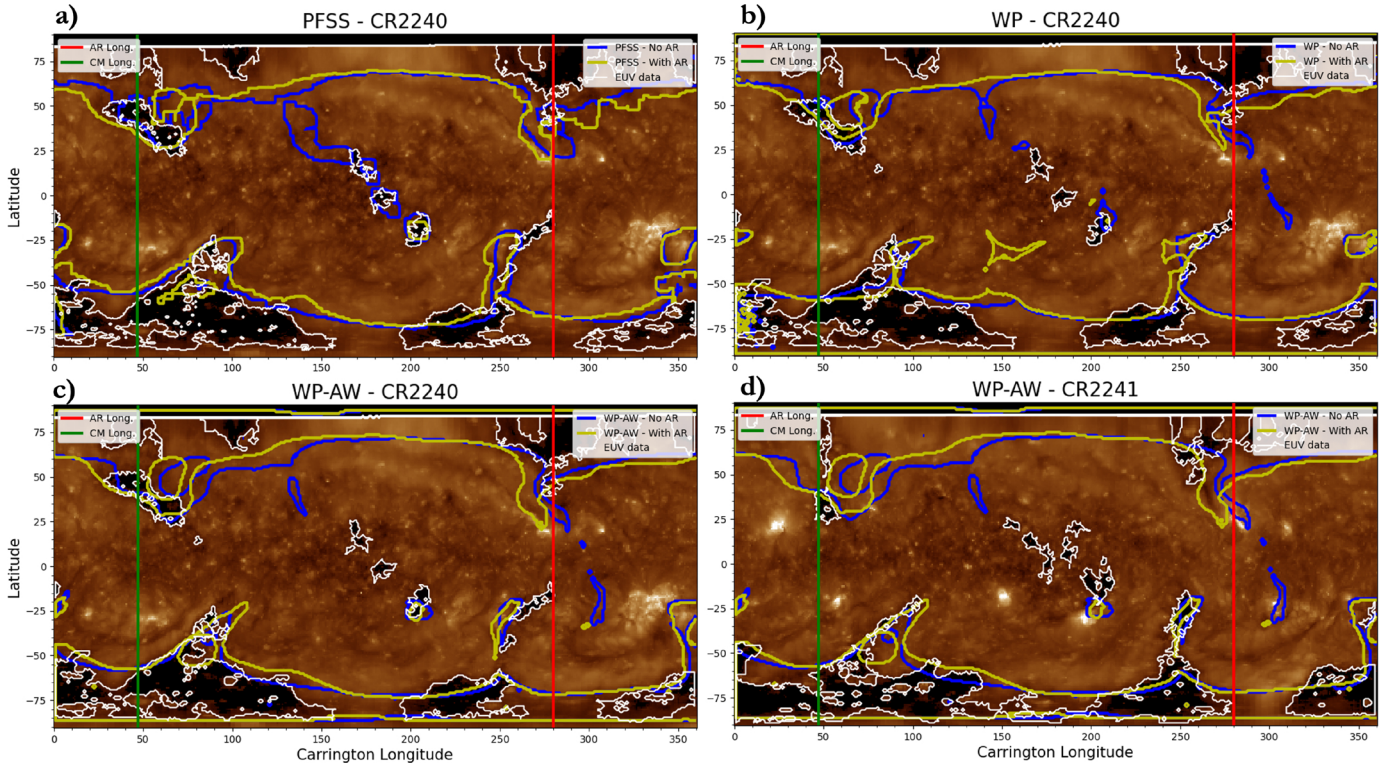 a)
PFSS - CR2240
AR Long.
CM Long.
PFSS - No AR
PFSS - With AR
EUV data
75
50
25
0
−25
−50
−75
Latitude
0 50 100 150 200 250 300 350
b)
WP - CR2240
AR Long.
CM Long.
WP - No AR
WP - With AR
EUV data
75
50
25
0
−25
−50
−75
0 50 100 150 200 250 300 350
c)
WP-AW - CR2240
AR Long.
CM Long.
WP-AW - No AR
WP-AW - With AR
EUV data
75
50
25
0
−25
−50
−75
Latitude
0 50 100 150 200 250 300 350
Carrington Longitude
d)
WP-AW - CR2241
AR Long.
CM Long.
WP-AW - No AR
WP-AW - With AR
EUV data
75
50
25
0
−25
−50
−75
0 50 100 150 200 250 300 350
Carrington Longitude